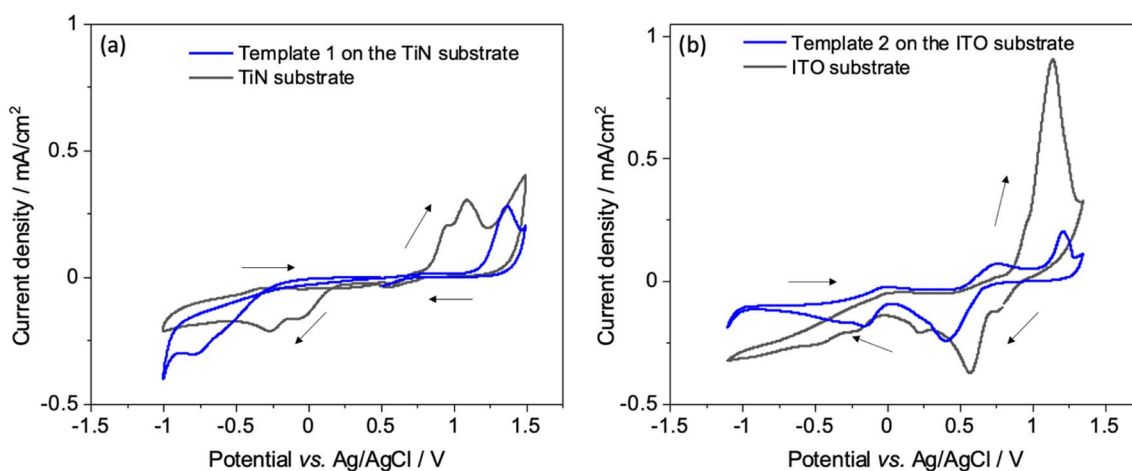 (a)
Template 1 on the TiN substrate
TiN substrate
Current density / mA/cm²
1
0.5
0
-0.5
-1.5
-1
-0.5
0
0.5
1
1.5
Potential vs. Ag/AgCl / V
(b)
Template 2 on the ITO substrate
ITO substrate
Current density / mA/cm²
1
0.5
0
-0.5
-1.5
-1
-0.5
0
0.5
1
1.5
Potential vs. Ag/AgCl / V